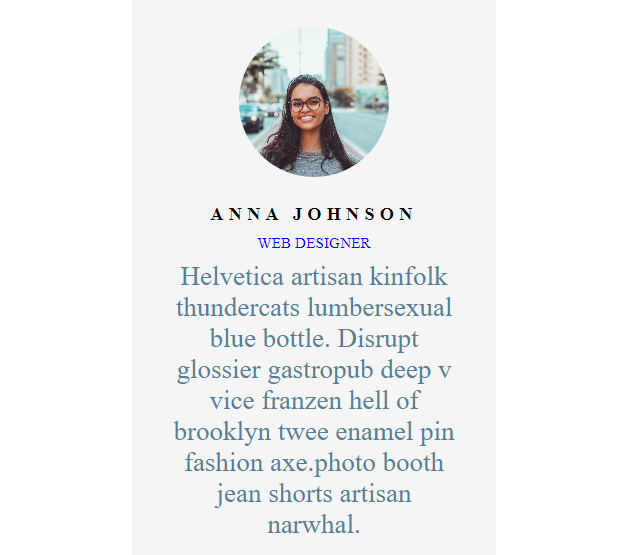 ANNA JOHNSON
WEB DESIGNER
Helvetica artisan kinfolk
thundercats lumbersexual
blue bottle. Disrupt
glossier gastropub deep v
vice franzen hell of
brooklyn twee enamel pin
fashion axe.photo booth
jean shorts artisan
narwhal.